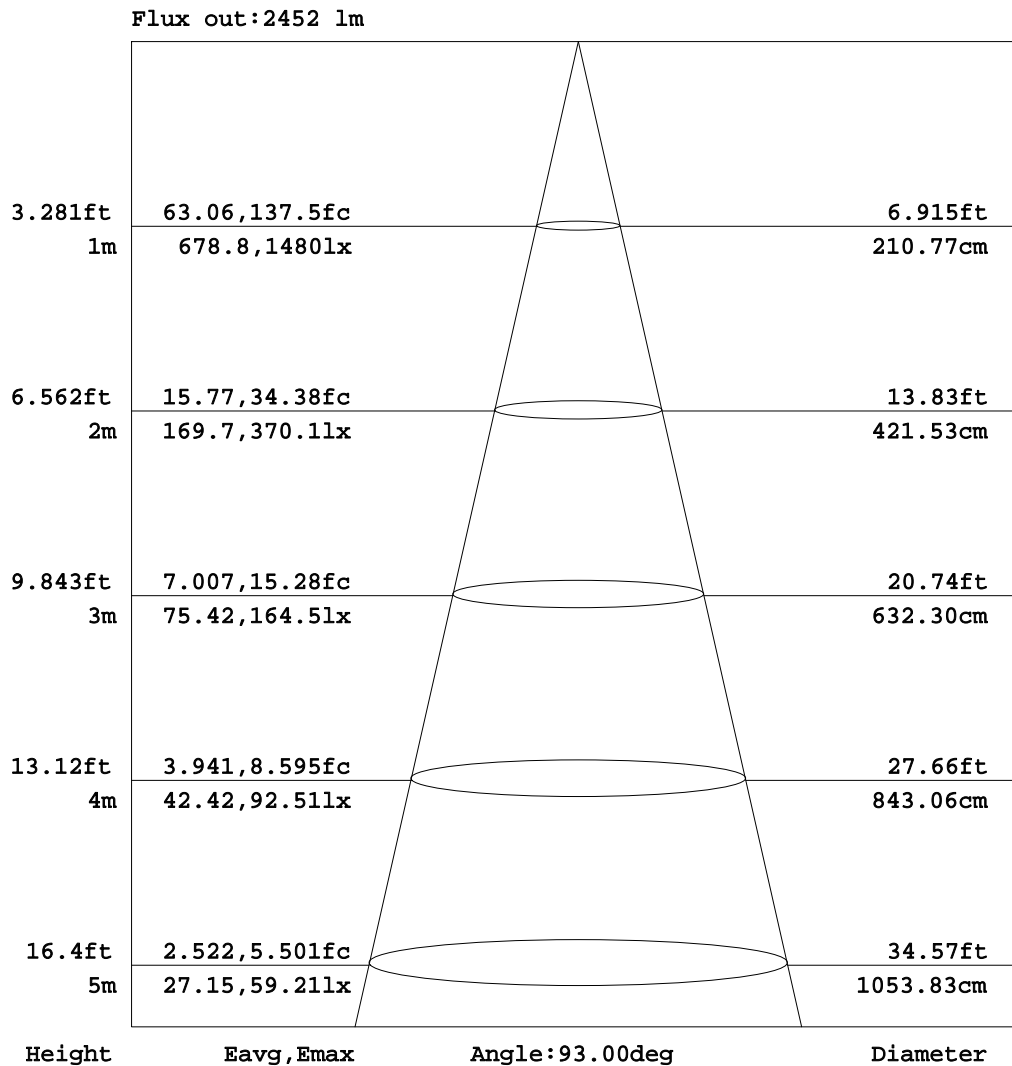 Flux out:2452 lm
3.281ft 63.06,137.5fc 6.915ft
1m 678.8,1480lx 210.77cm
6.562ft 15.77,34.38fc 13.83ft
2m 169.7,370.1lx 421.53cm
9.843ft 7.007,15.28fc 20.74ft
3m 75.42,164.5lx 632.30cm
13.12ft 3.941,8.595fc 27.66ft
4m 42.42,92.51lx 843.06cm
16.4ft 2.522,5.501fc 34.57ft
5m 27.15,59.21lx 1053.83cm
Height Eavg,Emax Angle:93.00deg Diameter